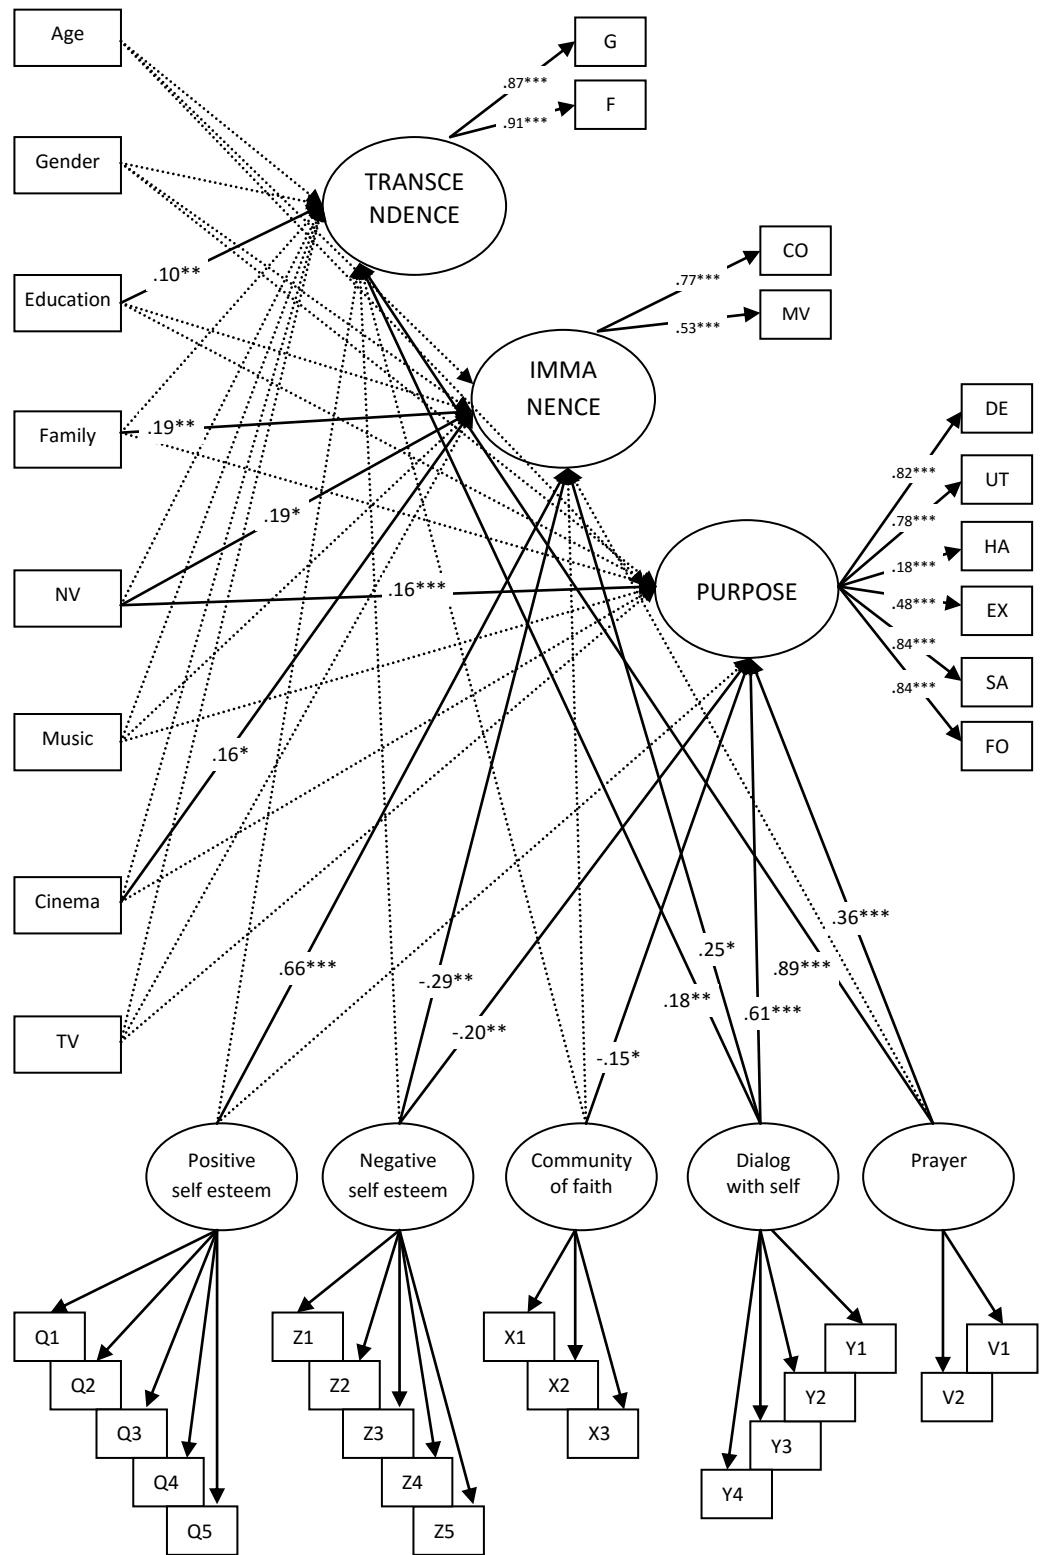 Age
G
.87***
F
.91***
Gender
TRANSCE
NDENCE
CO
.77***
MV
.53***
.10**
Education
IMMA
NENCE
DE
Family
.19**
.82***
UT
.78***
.19*
HA
.18***
NV
.16***
PURPOSE
EX
.48***
.84***
SA
.84***
Music
.16*
FO
Cinema
.36***
.25*
.66***
.89***
-.29**
.18**
.61***
-.20**
TV
-.15*
Positive
self esteem
Negative
self esteem
Community
of faith
Dialog
with self
Prayer
Q1
Z1
X1
Y1
V1
Q2
Z2
X2
Y2
V2
Q3
Z3
X3
Y3
Q4
Z4
Y4
Q5
Z5